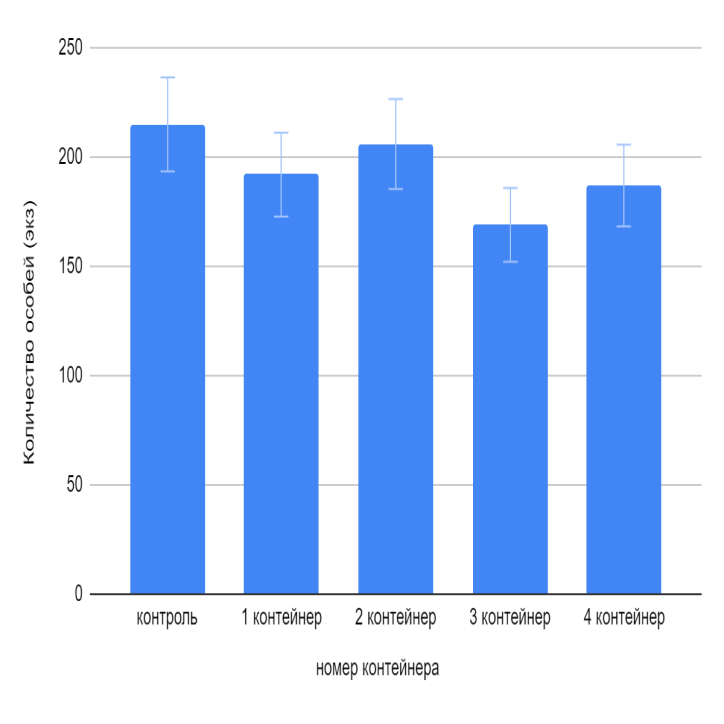 250
200
150
100
50
0
Количество особей (экз)
контроль 1 контейнер 2 контейнер 3 контейнер 4 контейнер
номер контейнера